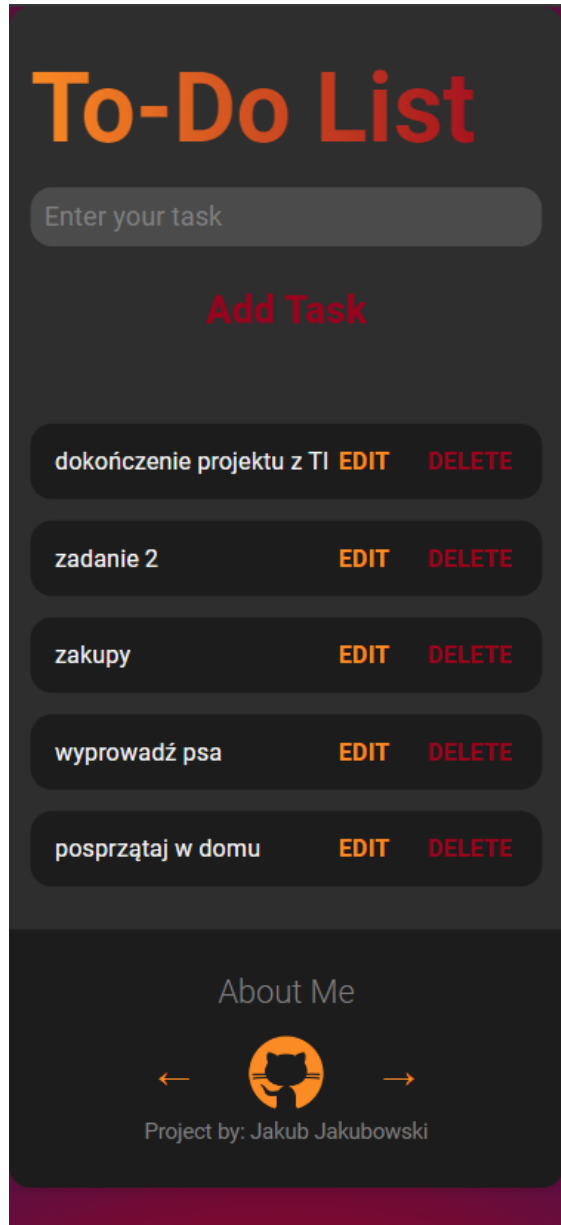 To-Do List
Enter your task
Add Task
dokończenie projektu z TI EDIT DELETE
zadanie 2 EDIT DELETE
zakupy EDIT DELETE
wyprowadź psa EDIT DELETE
posprzątaj w domu EDIT DELETE
About Me
← →
Project by: Jakub Jakubowski